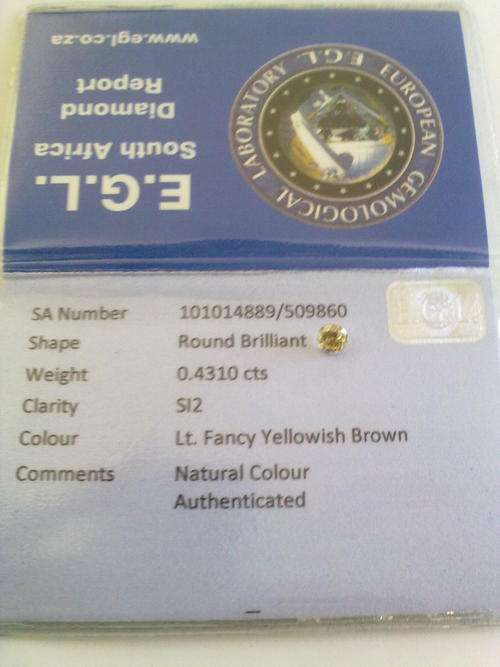 E.G.L.
South Africa
Diamond
Report
www.egl.co.za
EUROPEAN GEMOLOGICAL LABORATORY E.G.L.
SA Number 101014889/509860
Shape Round Brilliant
Weight 0.4310 cts
Clarity SI2
Colour Lt. Fancy Yellowish Brown
Comments Natural Colour
Authenticated